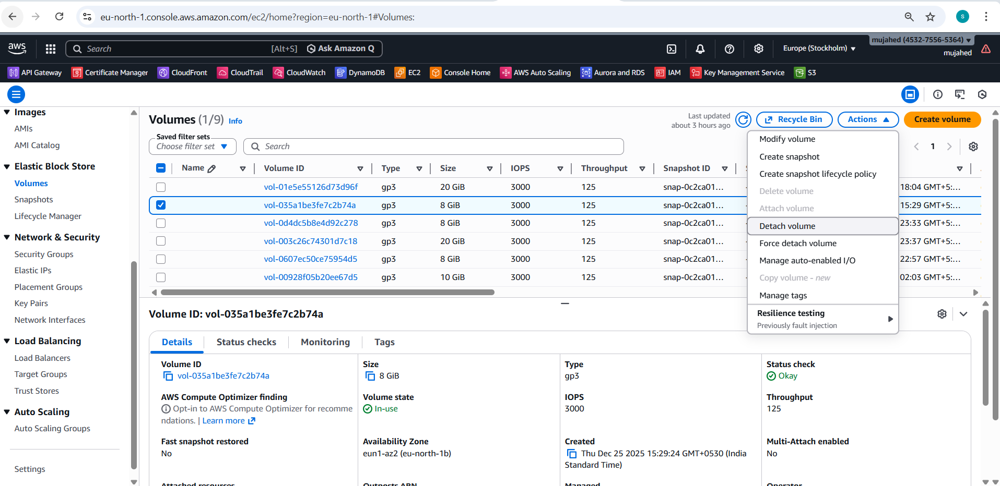 eu-north-1.console.aws.amazon.com/ec2/home?region=eu-north-1#Volumes:
S
aws
Search [Alt+S] Ask Amazon Q
Europe (Stockholm)
mujahed (4532-7556-5364)
mujahed
API Gateway Certificate Manager CloudFront CloudTrail CloudWatch DynamoDB EC2 Console Home AWS Auto Scaling Aurora and RDS IAM Key Management Service S3
Images
AMIs
AMI Catalog
Elastic Block Store
Volumes
Snapshots
Lifecycle Manager
Network & Security
Security Groups
Elastic IPs
Placement Groups
Key Pairs
Network Interfaces
Load Balancing
Load Balancers
Target Groups
Trust Stores
Auto Scaling
Auto Scaling Groups
Settings
Volumes (1/9) Info
Last updated
about 3 hours ago
Recycle Bin
Actions
Create volume
Saved filter sets
Choose filter set
Search
1
Name Volume ID Type Size IOPS Throughput Snapshot ID
vol-01e5e55126d73d96f gp3 20 GiB 3000 125 snap-0c2ca01... 18:04 GMT+5:...
vol-035a1be3fe7c2b74a gp3 8 GiB 3000 125 snap-0c2ca01... 15:29 GMT+5:...
vol-0d4dc5b8e4d92c278 gp3 8 GiB 3000 125 snap-0c2ca01... 23:33 GMT+5:...
vol-003c26c74301d7c18 gp3 20 GiB 3000 125 snap-0c2ca01... 23:37 GMT+5:...
vol-0607ec50ce75954d5 gp3 8 GiB 3000 125 snap-0c2ca01... 22:57 GMT+5:...
vol-00928f05b20ee67d5 gp3 10 GiB 3000 125 snap-0c2ca01... 02:03 GMT+5:...
Modify volume
Create snapshot
Create snapshot lifecycle policy
Delete volume
Attach volume
Detach volume
Force detach volume
Manage auto-enabled I/O
Copy volume - new
Manage tags
Resilience testing
Previously fault injection
Volume ID: vol-035a1be3fe7c2b74a
Details Status checks Monitoring Tags
Volume ID
vol-035a1be3fe7c2b74a
Size
8 GiB
Type
gp3
Status check
Okay
AWS Compute Optimizer finding
Opt-in to AWS Compute Optimizer for recomme
ndations. | Learn more
Volume state
In-use
IOPS
3000
Throughput
125
Fast snapshot restored
No
Availability Zone
eun1-az2 (eu-north-1b)
Created
Thu Dec 25 2025 15:29:24 GMT+0530 (India
Standard Time)
Multi-Attach enabled
No
Attached resources
Outposts ARN
Managed
Operator